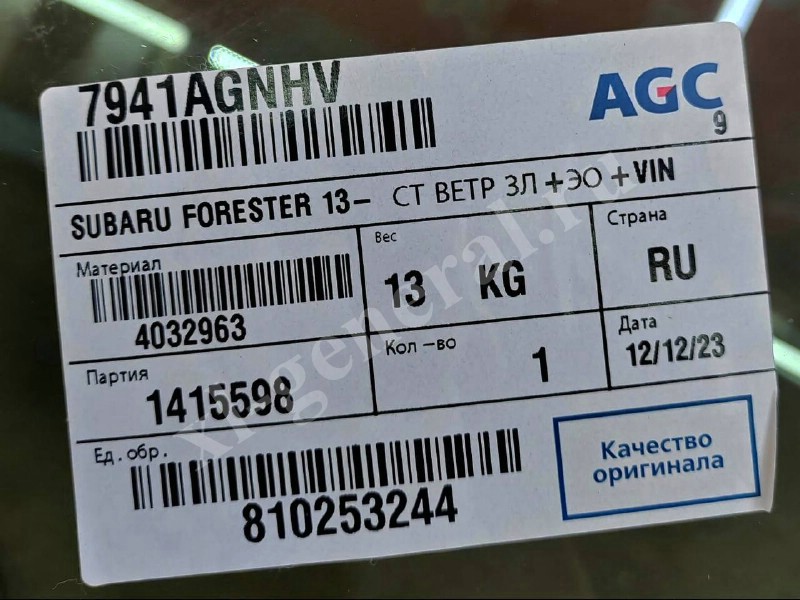 7941AGNHV
AGC
9
SUBARU FORESTER 13- СТ ВЕТР ЗЛ +ЭО +VIN
Материал
4032963
Вес
13 KG
Страна
RU
Партия
1415598
Кол-во
1
Дата
12/12/23
Ед. обр.
810253244
Качество
оригинала